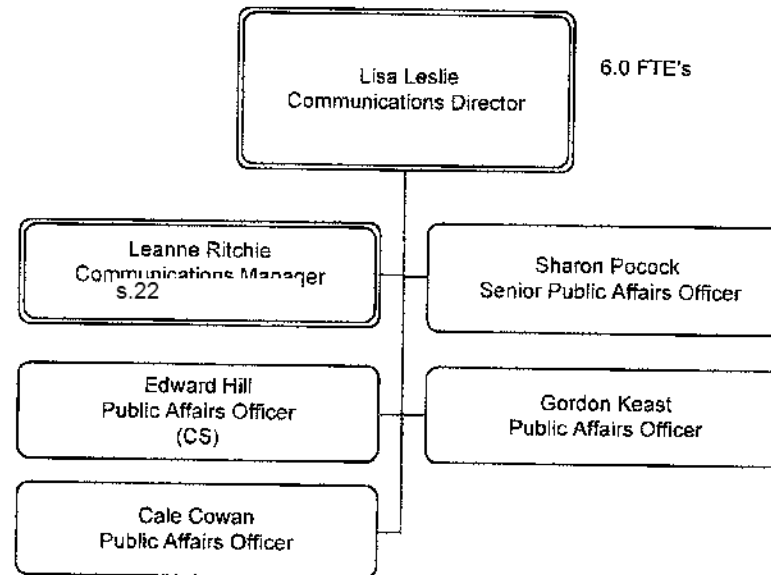 Lisa Leslie
Communications Director
6.0 FTE's
Leanne Ritchie
Communications Manager
s.22
Sharon Pocock
Senior Public Affairs Officer
Edward Hill
Public Affairs Officer
(CS)
Gordon Keast
Public Affairs Officer
Cale Cowan
Public Affairs Officer